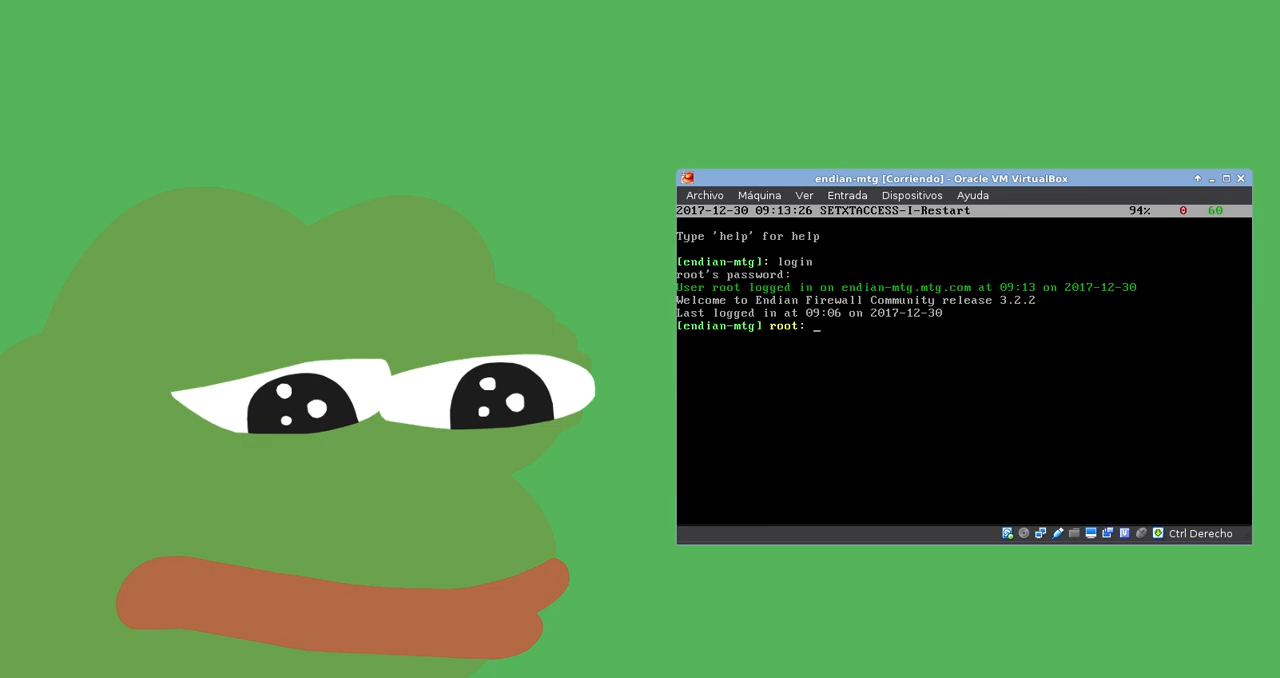 endian-mtg [Corriendo] - Oracle VM VirtualBox
Archivo Máquina Ver Entrada Dispositivos Ayuda
2017-12-30 09:13:26 SETXTACCESS-I-Restart 94% 0 60
Type 'help' for help
[endian-mtg]: login
root's password:
User root logged in on endian-mtg.mtg.com at 09:13 on 2017-12-30
Welcome to Endian Firewall Community release 3.2.2
Last logged in at 09:06 on 2017-12-30
[endian-mtg] root: _
Ctrl Derecho